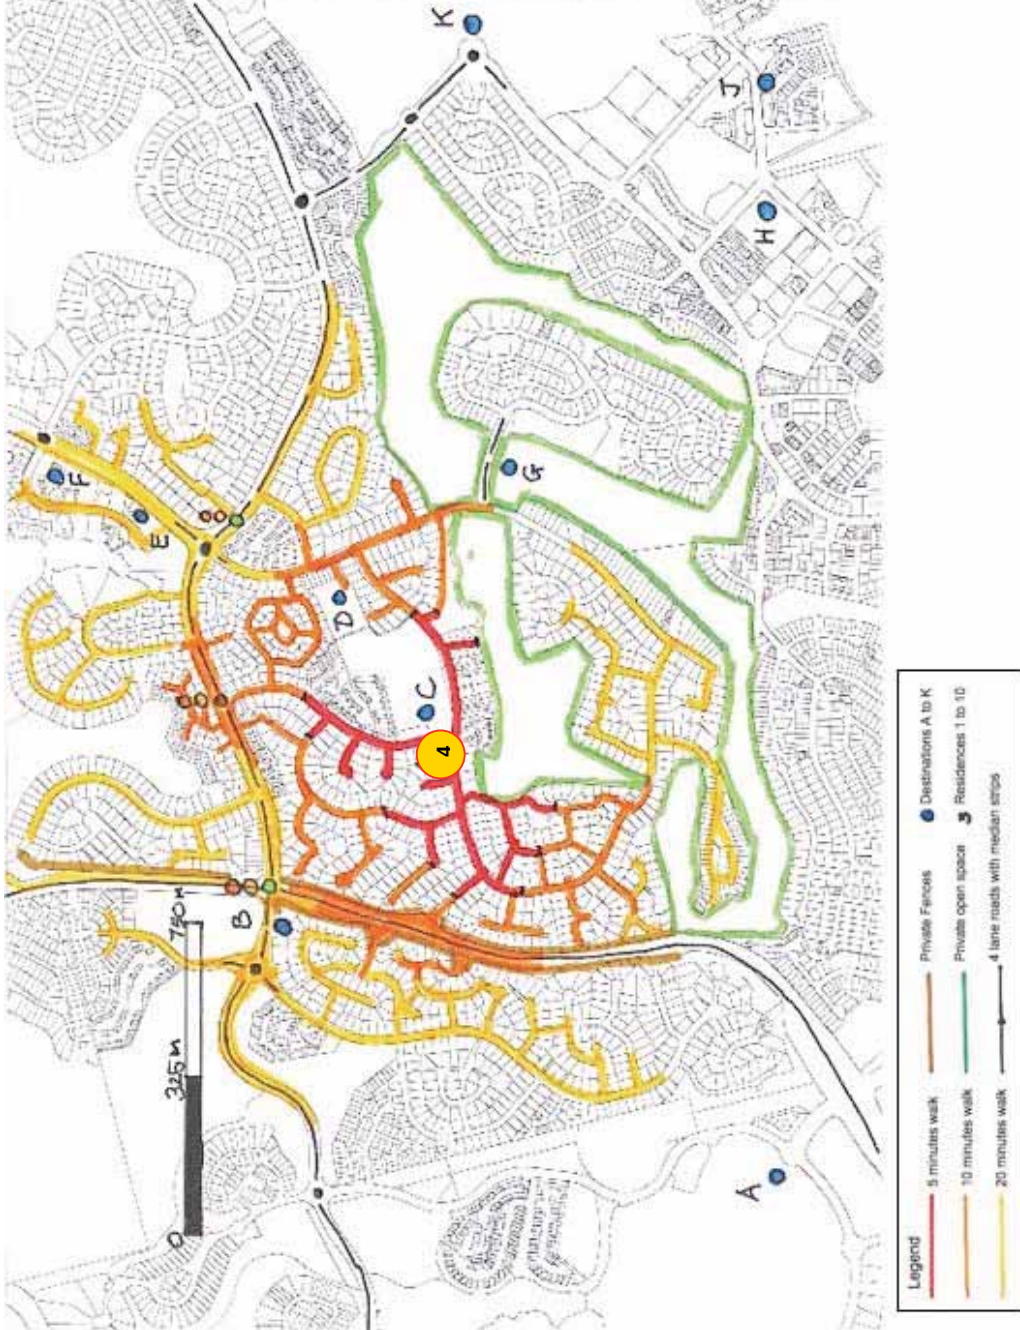 K
J
H
F
E
G
D
C
4
B
A
0
325m
750m
Legend
5 minutes walk
10 minutes walk
20 minutes walk
Private Fences
Private open space
4 lane roads with median strips
Destinations A to K
3 Residences 1 to 10